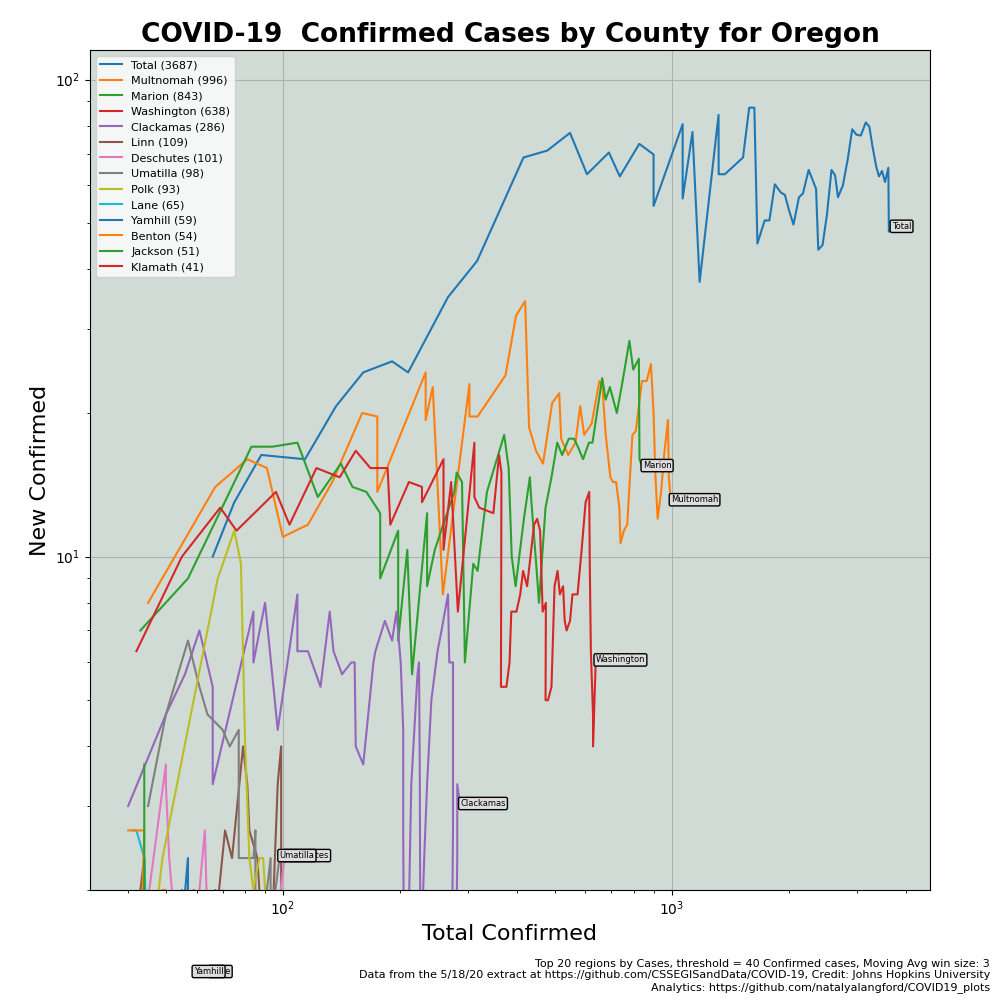 COVID-19  Confirmed Cases by County for Oregon
Total (3687)
Multnomah (996)
Marion (843)
Washington (638)
Clackamas (286)
Linn (109)
Deschutes (101)
Umatilla (98)
Polk (93)
Lane (65)
Yamhill (59)
Benton (54)
Jackson (51)
Klamath (41)
10²
10¹
New Confirmed
Total
Marion
Multnomah
Washington
Clackamas
Umatilla
10²
10³
Total Confirmed
Yamhill
Top 20 regions by Cases, threshold = 40 Confirmed cases, Moving Avg win size: 3
Data from the 5/18/20 extract at https://github.com/CSSEGISandData/COVID-19, Credit: Johns Hopkins University
Analytics: https://github.com/natalyalangford/COVID19_plots